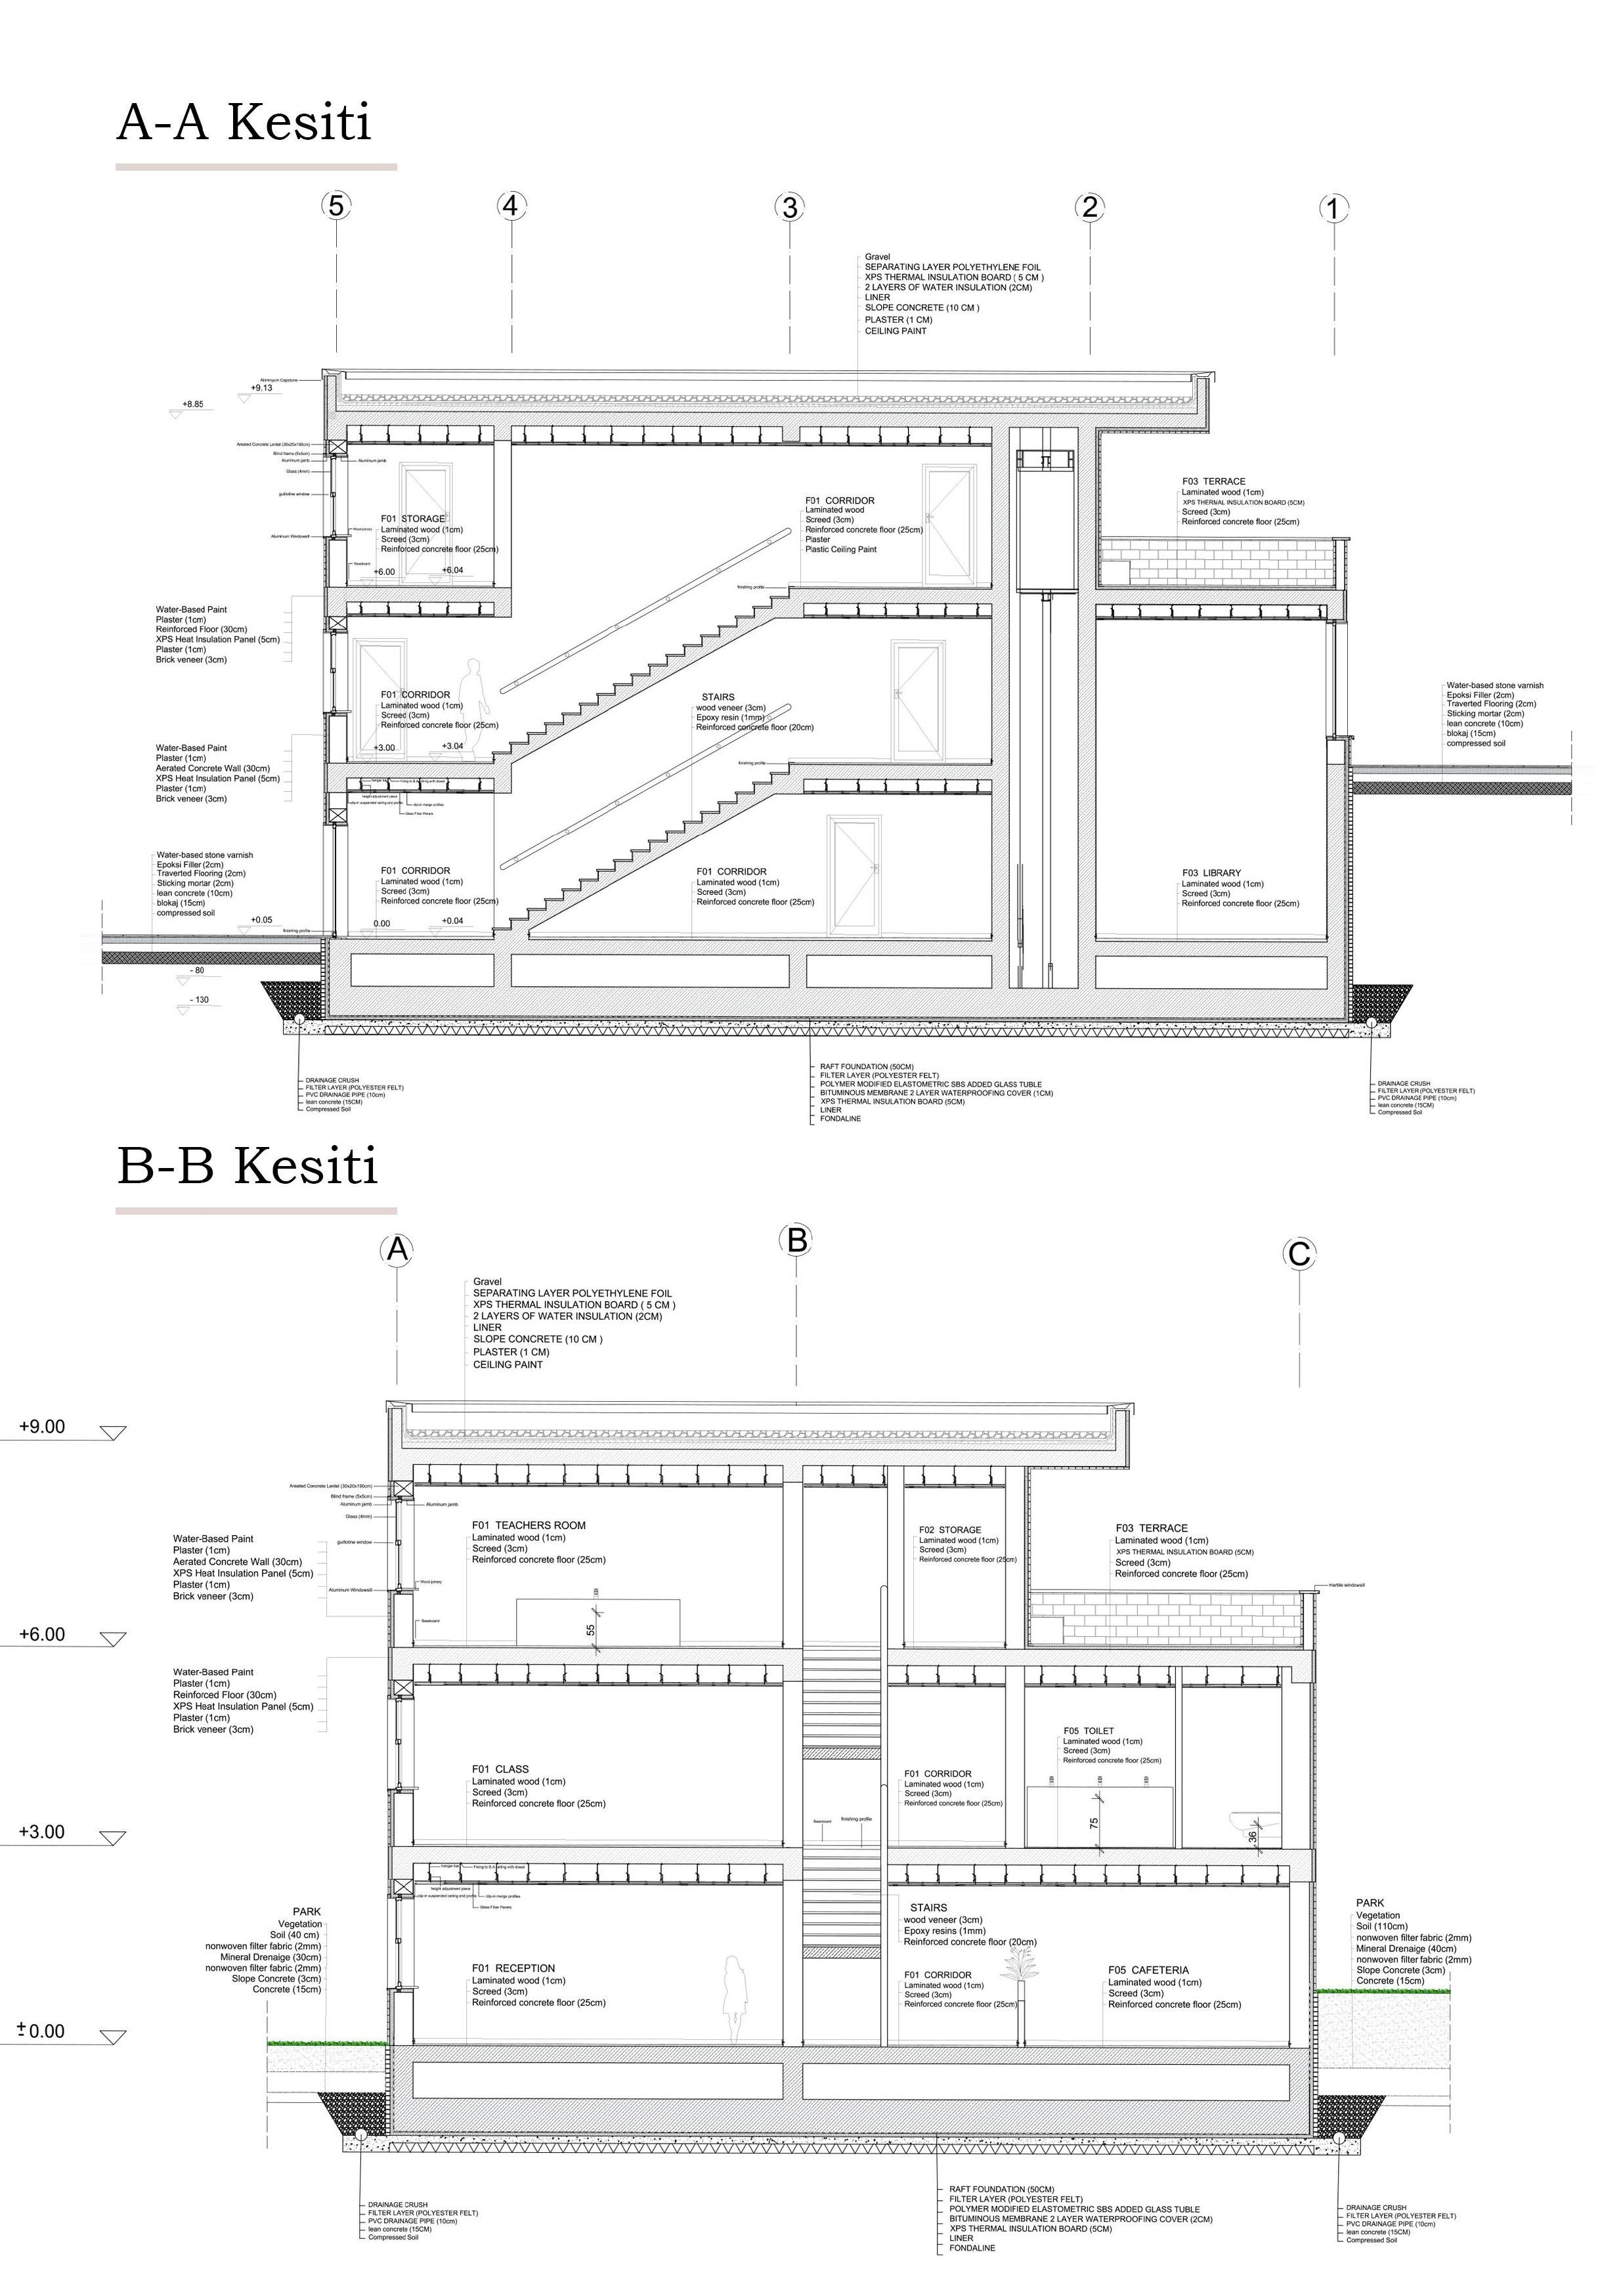 A-A Kesiti
5
4
3
2
1
Gravel
SEPARATING LAYER POLYETHYLENE FOIL
XPS THERMAL INSULATION BOARD ( 5 CM )
2 LAYERS OF WATER INSULATION (2CM)
LINER
SLOPE CONCRETE (10 CM )
PLASTER (1 CM)
CEILING PAINT
+9.13
+8.85
Blind frame (5x5cm)
Aluminum jamb
Aluminum jamb
Glass (4mm)
guillotine window
Aluminum Windowsill
Baseboard
F01 STORAGE
Laminated wood (1cm)
Screed (3cm)
Reinforced concrete floor (25cm)
+6.00
+6.04
F01 CORRIDOR
Laminated wood
Screed (3cm)
Reinforced concrete floor (25cm)
Plaster
Plastic Ceiling Paint
finishing profile
F03 TERRACE
Laminated wood (1cm)
XPS THERMAL INSULATION BOARD (5CM)
Screed (3cm)
Reinforced concrete floor (25cm)
Water-Based Paint
Plaster (1cm)
Reinforced Floor (30cm)
XPS Heat Insulation Panel (5cm)
Plaster (1cm)
Brick veneer (3cm)
F01 CORRIDOR
Laminated wood (1cm)
Screed (3cm)
Reinforced concrete floor (25cm)
+3.00
+3.04
STAIRS
wood veneer (3cm)
Epoxy resin (1mm)
Reinforced concrete floor (20cm)
finishing profile
Water-based stone varnish
Epoksi Filler (2cm)
Traverted Flooring (2cm)
Sticking mortar (2cm)
lean concrete (10cm)
blokaj (15cm)
compressed soil
Water-Based Paint
Plaster (1cm)
Aerated Concrete Wall (30cm)
XPS Heat Insulation Panel (5cm)
Plaster (1cm)
Brick veneer (3cm)
height adjustment piece
clip-in merge profiles
Glass Fiber Panels
Water-based stone varnish
Epoksi Filler (2cm)
Traverted Flooring (2cm)
Sticking mortar (2cm)
lean concrete (10cm)
blokaj (15cm)
compressed soil
+0.05
finishing profile
F01 CORRIDOR
Laminated wood (1cm)
Screed (3cm)
Reinforced concrete floor (25cm)
0.00
+0.04
F01 CORRIDOR
Laminated wood (1cm)
Screed (3cm)
Reinforced concrete floor (25cm)
F03 LIBRARY
Laminated wood (1cm)
Screed (3cm)
Reinforced concrete floor (25cm)
- 80
- 130
DRAINAGE CRUSH
FILTER LAYER (POLYESTER FELT)
PVC DRAINAGE PIPE (10cm)
lean concrete (15CM)
Compressed Soil
RAFT FOUNDATION (50CM)
FILTER LAYER (POLYESTER FELT)
POLYMER MODIFIED ELASTOMETRIC SBS ADDED GLASS TUBLE
BITUMINOUS MEMBRANE 2 LAYER WATERPROOFING COVER (1CM)
XPS THERMAL INSULATION BOARD (5CM)
LINER
FONDALINE
DRAINAGE CRUSH
FILTER LAYER (POLYESTER FELT)
PVC DRAINAGE PIPE (10cm)
lean concrete (15CM)
Compressed Soil
B-B Kesiti
A
B
C
Gravel
SEPARATING LAYER POLYETHYLENE FOIL
XPS THERMAL INSULATION BOARD ( 5 CM )
2 LAYERS OF WATER INSULATION (2CM)
LINER
SLOPE CONCRETE (10 CM )
PLASTER (1 CM)
CEILING PAINT
+9.00
Blind frame (5x5cm)
Aluminum jamb
Aluminum jamb
Glass (4mm)
guillotine window
Aluminum Windowsill
Baseboard
Water-Based Paint
Plaster (1cm)
Aerated Concrete Wall (30cm)
XPS Heat Insulation Panel (5cm)
Plaster (1cm)
Brick veneer (3cm)
F01 TEACHERS ROOM
Laminated wood (1cm)
Screed (3cm)
Reinforced concrete floor (25cm)
55
F02 STORAGE
Laminated wood (1cm)
Screed (3cm)
Reinforced concrete floor (25cm)
F03 TERRACE
Laminated wood (1cm)
XPS THERMAL INSULATION BOARD (5CM)
Screed (3cm)
Reinforced concrete floor (25cm)
marble windowsill
+6.00
Water-Based Paint
Plaster (1cm)
Reinforced Floor (30cm)
XPS Heat Insulation Panel (5cm)
Plaster (1cm)
Brick veneer (3cm)
F01 CLASS
Laminated wood (1cm)
Screed (3cm)
Reinforced concrete floor (25cm)
Baseboard
finishing profile
F01 CORRIDOR
Laminated wood (1cm)
Screed (3cm)
Reinforced concrete floor (25cm)
F05 TOILET
Laminated wood (1cm)
Screed (3cm)
Reinforced concrete floor (25cm)
75
36
+3.00
height adjustment piece
clip-in merge profiles
Glass Fiber Panels
PARK
Vegetation
Soil (40 cm)
nonwoven filter fabric (2mm)
Mineral Drenaige (30cm)
nonwoven filter fabric (2mm)
Slope Concrete (3cm)
Concrete (15cm)
F01 RECEPTION
Laminated wood (1cm)
Screed (3cm)
Reinforced concrete floor (25cm)
STAIRS
wood veneer (3cm)
Epoxy resins (1mm)
Reinforced concrete floor (20cm)
F01 CORRIDOR
Laminated wood (1cm)
Screed (3cm)
Reinforced concrete floor (25cm)
F05 CAFETERIA
Laminated wood (1cm)
Screed (3cm)
Reinforced concrete floor (25cm)
PARK
Vegetation
Soil (110cm)
nonwoven filter fabric (2mm)
Mineral Drenaige (40cm)
nonwoven filter fabric (2mm)
Slope Concrete (3cm)
Concrete (15cm)
±0.00
DRAINAGE CRUSH
FILTER LAYER (POLYESTER FELT)
PVC DRAINAGE PIPE (10cm)
lean concrete (15CM)
Compressed Soil
RAFT FOUNDATION (50CM)
FILTER LAYER (POLYESTER FELT)
POLYMER MODIFIED ELASTOMETRIC SBS ADDED GLASS TUBLE
BITUMINOUS MEMBRANE 2 LAYER WATERPROOFING COVER (2CM)
XPS THERMAL INSULATION BOARD (5CM)
LINER
FONDALINE
DRAINAGE CRUSH
FILTER LAYER (POLYESTER FELT)
PVC DRAINAGE PIPE (10cm)
lean concrete (15CM)
Compressed Soil